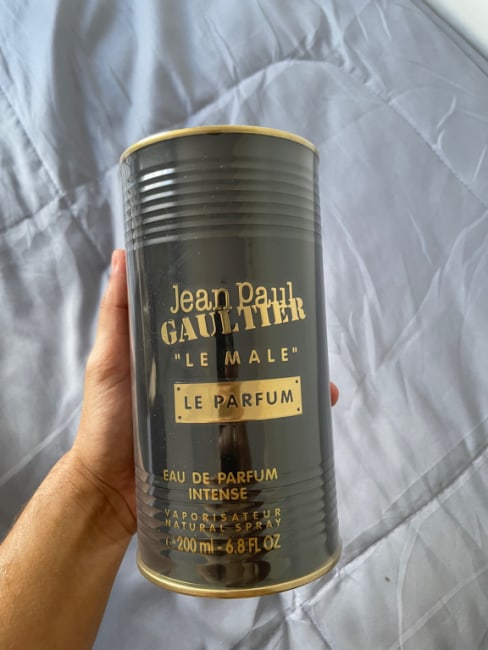 Jean Paul
GAULTIER
"LE MALE"
LE PARFUM
EAU DE PARFUM
INTENSE
VAPORISATEUR
NATURAL SPRAY
℮ 200 ml - 6.8 FL OZ